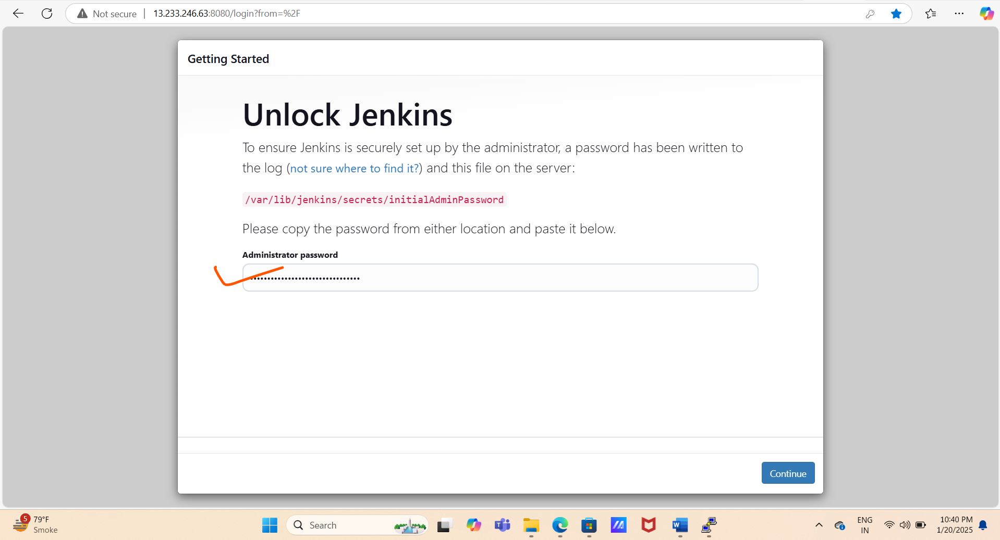 Not secure
13.233.246.63:8080/login?from=%2F
Getting Started
Unlock Jenkins
To ensure Jenkins is securely set up by the administrator, a password has been written to
the log (not sure where to find it?) and this file on the server:
/var/lib/jenkins/secrets/initialAdminPassword
Please copy the password from either location and paste it below.
Administrator password
Continue
5
79°F
Smoke
Search
ENG
IN
10:40 PM
1/20/2025